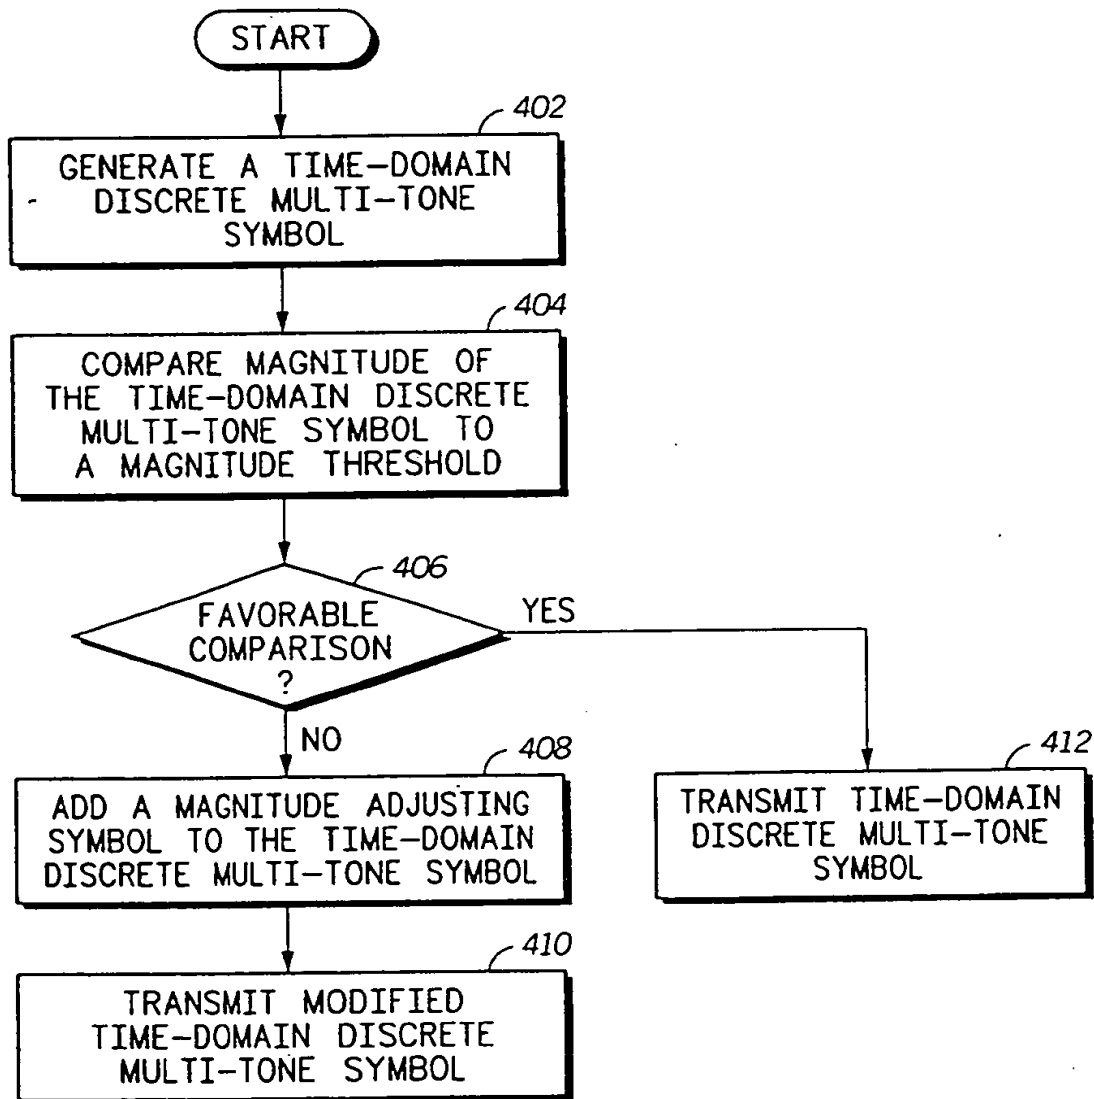 START
402
GENERATE A TIME-DOMAIN
DISCRETE MULTI-TONE
SYMBOL
404
COMPARE MAGNITUDE OF
THE TIME-DOMAIN DISCRETE
MULTI-TONE SYMBOL TO
A MAGNITUDE THRESHOLD
406
FAVORABLE
COMPARISON
?
YES
NO
408
ADD A MAGNITUDE ADJUSTING
SYMBOL TO THE TIME-DOMAIN
DISCRETE MULTI-TONE SYMBOL
412
TRANSMIT TIME-DOMAIN
DISCRETE MULTI-TONE
SYMBOL
410
TRANSMIT MODIFIED
TIME-DOMAIN DISCRETE
MULTI-TONE SYMBOL